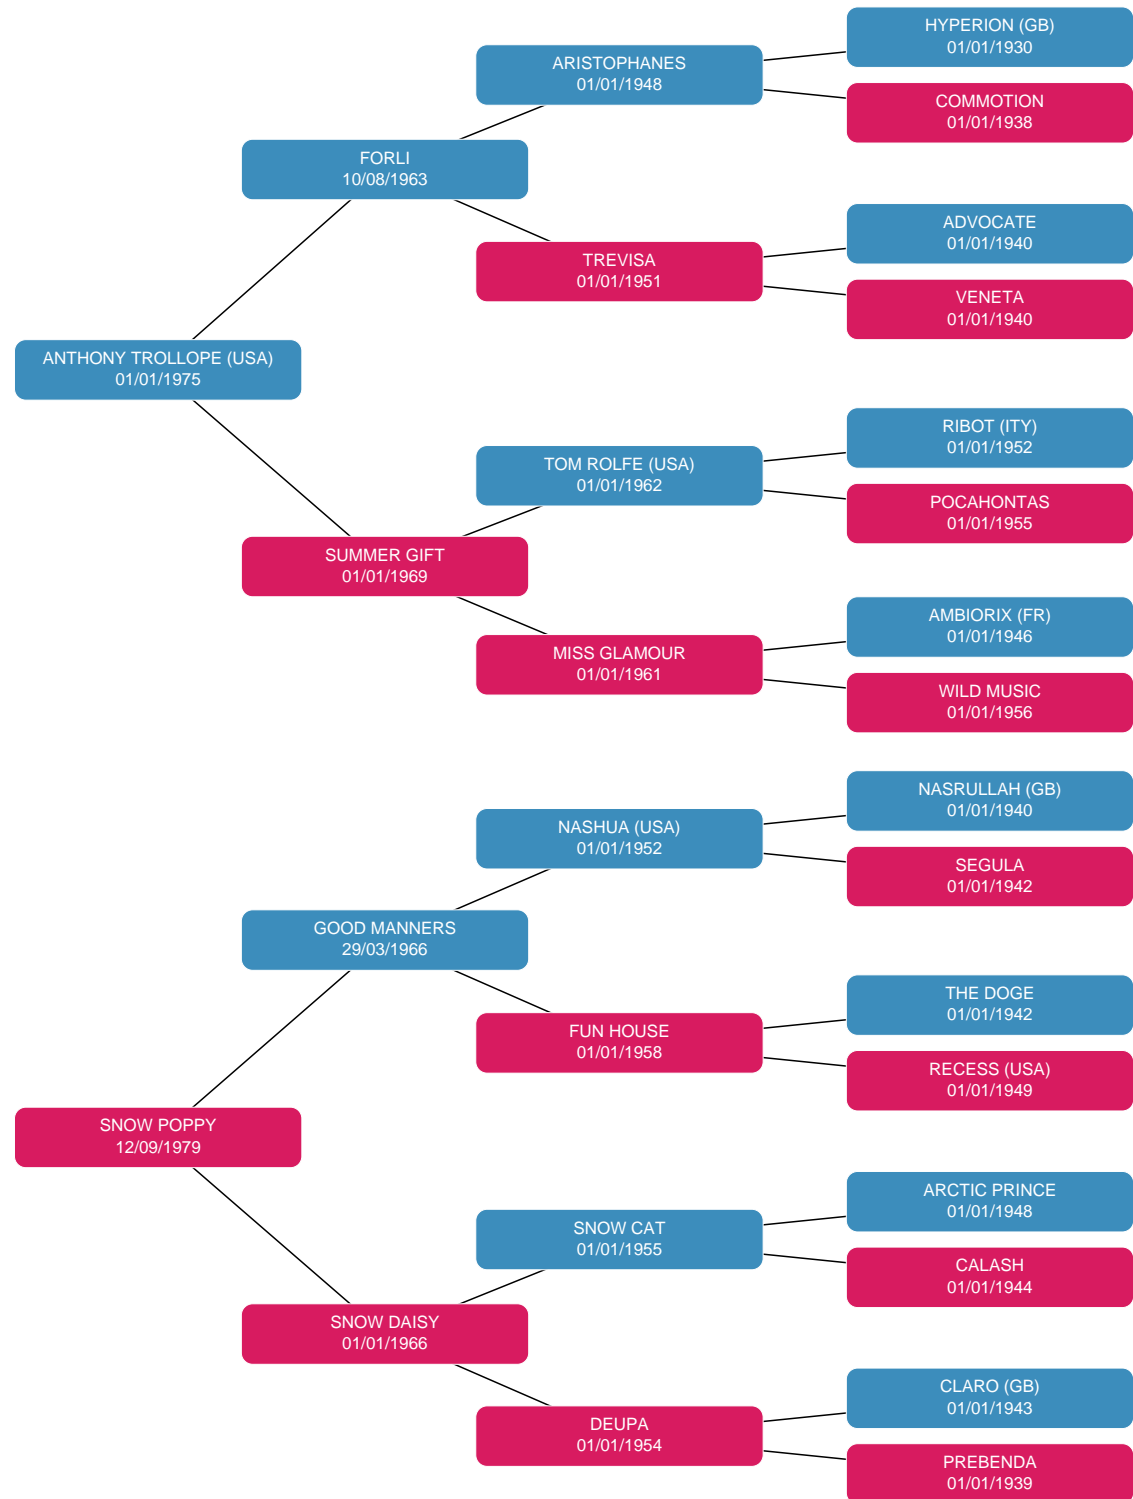 HYPERION (GB)
01/01/1930
ARISTOPHANES
01/01/1948
COMMOTION
01/01/1938
FORLI
10/08/1963
ADVOCATE
01/01/1940
TREVISA
01/01/1951
VENETA
01/01/1940
ANTHONY TROLLOPE (USA)
01/01/1975
RIBOT (ITY)
01/01/1952
TOM ROLFE (USA)
01/01/1962
POCAHONTAS
01/01/1955
SUMMER GIFT
01/01/1969
AMBIORIX (FR)
01/01/1946
MISS GLAMOUR
01/01/1961
WILD MUSIC
01/01/1956
NASRULLAH (GB)
01/01/1940
NASHUA (USA)
01/01/1952
SEGULA
01/01/1942
GOOD MANNERS
29/03/1966
THE DOGE
01/01/1942
FUN HOUSE
01/01/1958
RECESS (USA)
01/01/1949
SNOW POPPY
12/09/1979
ARCTIC PRINCE
01/01/1948
SNOW CAT
01/01/1955
CALASH
01/01/1944
SNOW DAISY
01/01/1966
CLARO (GB)
01/01/1943
DEUPA
01/01/1954
PREBENDA
01/01/1939